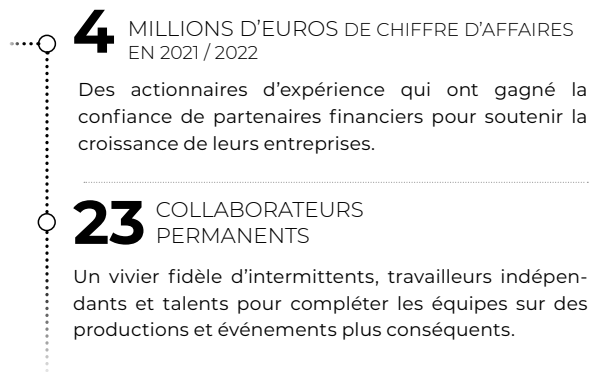 4 MILLIONS D’EUROS DE CHIFFRE D’AFFAIRES
EN 2021 / 2022
Des actionnaires d’expérience qui ont gagné la
confiance de partenaires financiers pour soutenir la
croissance de leurs entreprises.
23 COLLABORATEURS
PERMANENTS
Un vivier fidèle d’intermittents, travailleurs indépen-
dants et talents pour compléter les équipes sur des
productions et événements plus conséquents.